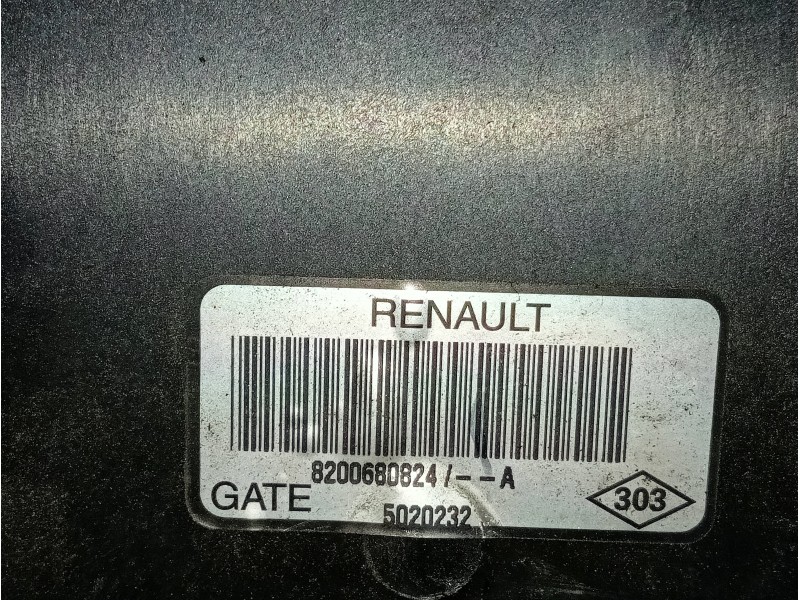 RENAULT
8200680824/--A
GATE
5020232
303